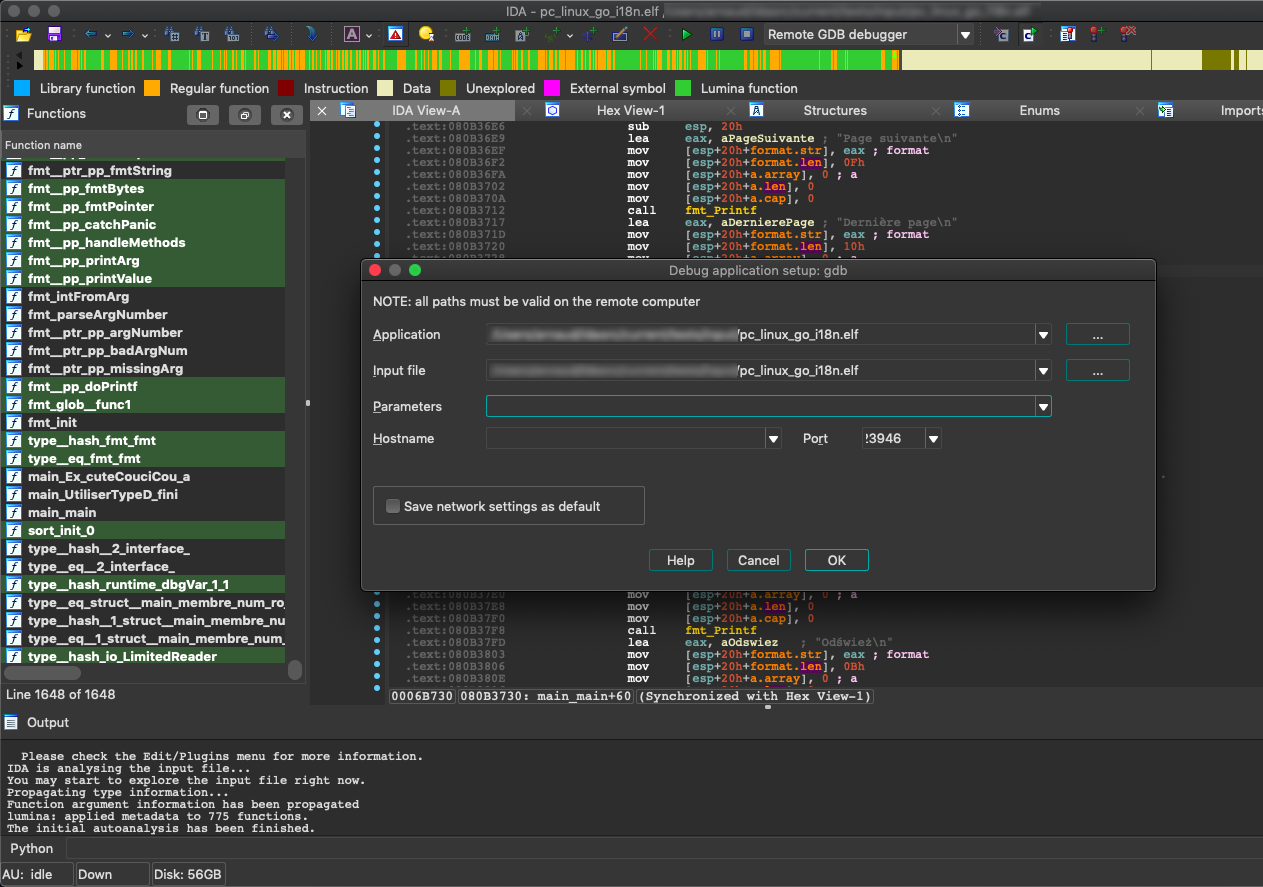 IDA - pc_linux_go_i18n.elf
Remote GDB debugger
Library function
Regular function
Instruction
Data
Unexplored
External symbol
Lumina function
Functions
IDA View-A
Hex View-1
Structures
Enums
Imports
Function name
fmt__ptr_pp_fmtString
fmt__pp_fmtBytes
fmt__pp_fmtPointer
fmt__pp_catchPanic
fmt__pp_handleMethods
fmt__pp_printArg
fmt__pp_printValue
fmt_intFromArg
fmt_parseArgNumber
fmt__ptr_pp_argNumber
fmt__ptr_pp_badArgNum
fmt__ptr_pp_missingArg
fmt__pp_doPrintf
fmt_glob__func1
fmt_init
type__hash_fmt_fmt
type__eq_fmt_fmt
main_Ex_cuteCouciCou_a
main_UtiliserTypeD_fini
main_main
sort_init_0
type__hash__2_interface_
type__eq__2_interface_
type__hash_runtime_dbgVar_1_1
type__eq_struct__main_membre_num_ro_
type__hash__1_struct__main_membre_nu
type__eq__1_struct__main_membre_num_
type__hash_io_LimitedReader
Line 1648 of 1648
.text:080B36E6 sub esp, 20h
.text:080B36E9 lea eax, aPageSuivante ; "Page suivante\n"
.text:080B36EF mov [esp+20h+format.str], eax ; format
.text:080B36F2 mov [esp+20h+format.len], 0Fh
.text:080B36FA mov [esp+20h+a.array], 0 ; a
.text:080B3702 mov [esp+20h+a.len], 0
.text:080B370A mov [esp+20h+a.cap], 0
.text:080B3712 call fmt_Printf
.text:080B3717 lea eax, aDernierePage ; "Dernière page\n"
.text:080B371D mov [esp+20h+format.str], eax ; format
.text:080B3720 mov [esp+20h+format.len], 10h
.text:080B3728 mov [esp+20h+a.array], 0 ; a
Debug application setup: gdb
NOTE: all paths must be valid on the remote computer
Application /pc_linux_go_i18n.elf ...
Input file /pc_linux_go_i18n.elf ...
Parameters
Hostname Port 23946
Save network settings as default
Help Cancel OK
.text:080B37E0 mov [esp+20h+a.array], 0 ; a
.text:080B37E8 mov [esp+20h+a.len], 0
.text:080B37F0 mov [esp+20h+a.cap], 0
.text:080B37F8 call fmt_Printf
.text:080B37FD lea eax, aOdswiez ; "Odśwież\n"
.text:080B3803 mov [esp+20h+format.str], eax ; format
.text:080B3806 mov [esp+20h+format.len], 0Bh
.text:080B380E mov [esp+20h+a.array], 0 ; a
0006B730 080B3730: main_main+60 (Synchronized with Hex View-1)
Output
Please check the Edit/Plugins menu for more information.
IDA is analysing the input file...
You may start to explore the input file right now.
Propagating type information...
Function argument information has been propagated
lumina: applied metadata to 775 functions.
The initial autoanalysis has been finished.
Python
AU: idle Down Disk: 56GB